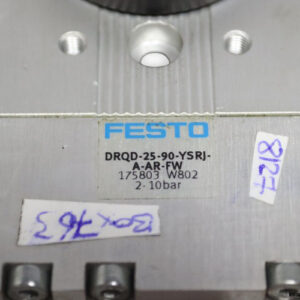 FESTO
DRQD-25-90-YSRJ-
A-AR-FW
175803 W802
2-10bar
8127
BOX 763